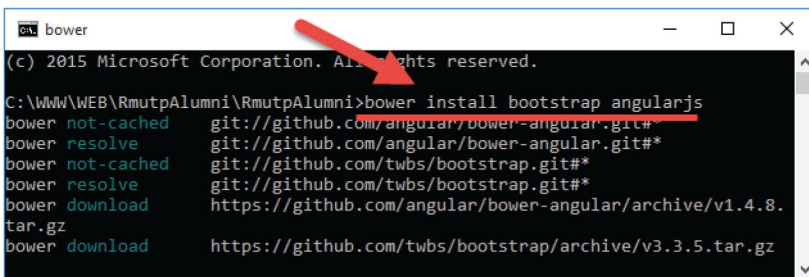 bower
(c) 2015 Microsoft Corporation. All rights reserved.
C:\WWW\WEB\RmutpAlumni\RmutpAlumni>bower install bootstrap angularjs
bower not-cached git://github.com/angular/bower-angular.git#*
bower resolve git://github.com/angular/bower-angular.git#*
bower not-cached git://github.com/twbs/bootstrap.git#*
bower resolve git://github.com/twbs/bootstrap.git#*
bower download https://github.com/angular/bower-angular/archive/v1.4.8.
tar.gz
bower download https://github.com/twbs/bootstrap/archive/v3.3.5.tar.gz